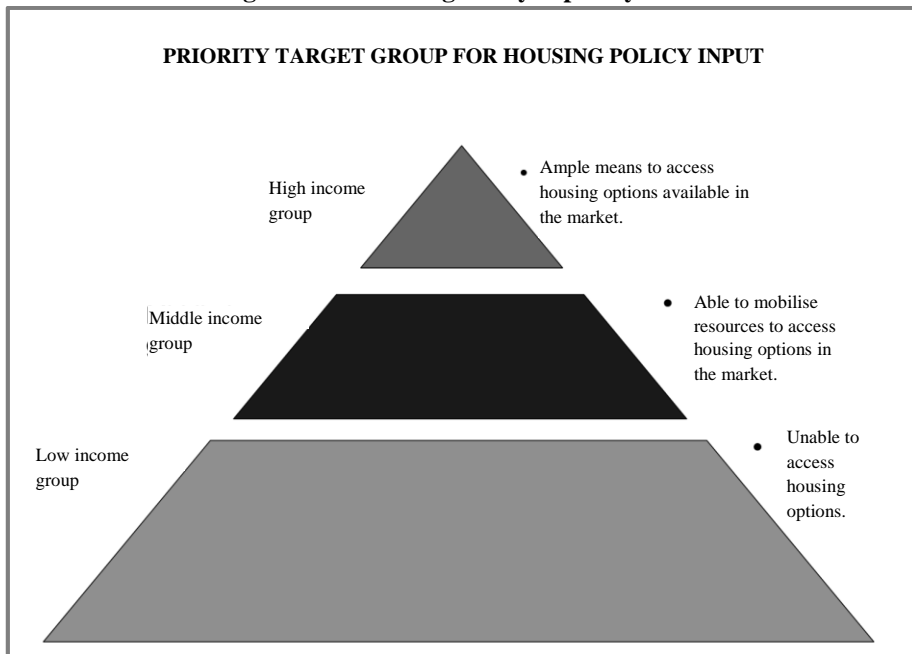 PRIORITY TARGET GROUP FOR HOUSING POLICY INPUT
High income
group
• Ample means to access
housing options available in
the market.
Middle income
group
• Able to mobilise
resources to access
housing options in
the market.
Low income
group
• Unable to
access
housing
options.